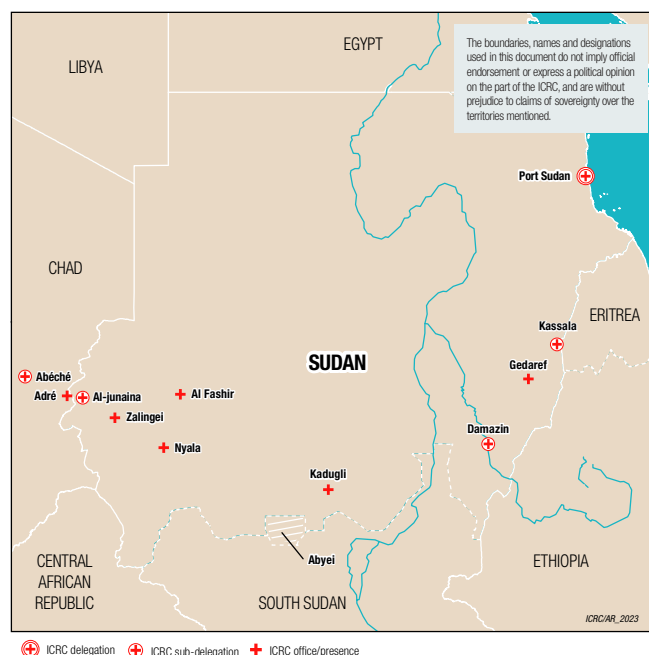 EGYPT
LIBYA
The boundaries, names and designations
used in this document do not imply official
endorsement or express a political opinion
on the part of the ICRC, and are without
prejudice to claims of sovereignty over the
territories mentioned.
Port Sudan
CHAD
ERITREA
Kassala
SUDAN
Gedaref
Abéché
Adré
Al-junaina
Al Fashir
Zalingei
Damazin
Nyala
Kadugli
Abyei
CENTRAL
AFRICAN
REPUBLIC
ETHIOPIA
SOUTH SUDAN
ICRC/AR_2023
ICRC delegation
ICRC sub-delegation
ICRC office/presence